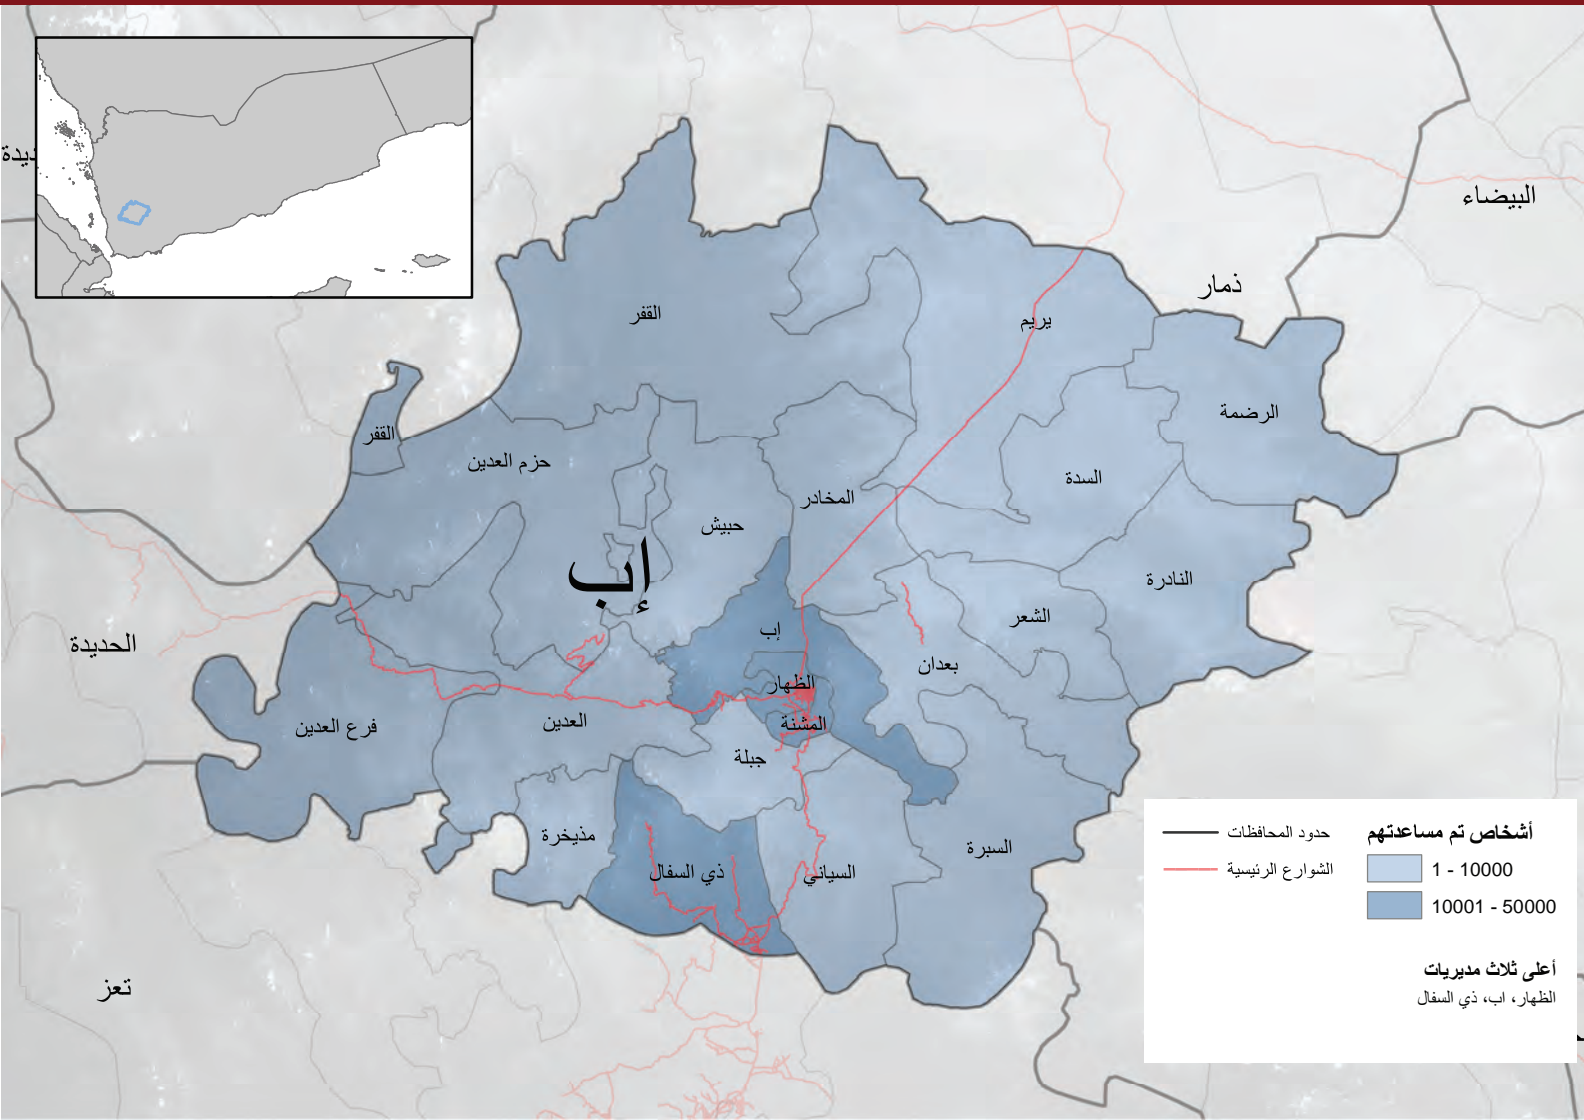 البيضاء
ذمار
القفر
يريم
الرضمة
القفر
حزم العدين
السدة
المخادر
حبيش
إب
النادرة
الشعر
إب
الحديدة
بعدان
الظهار
المشنة
العدين
فرع العدين
جبلة
مذيخرة
السبرة
ذي السفال
السياني
تعز
أشخاص تم مساعدتهم
1 - 10000
10001 - 50000
حدود المحافظات
الشوارع الرئيسية
أعلى ثلاث مديريات
الظهار، اب، ذي السفال